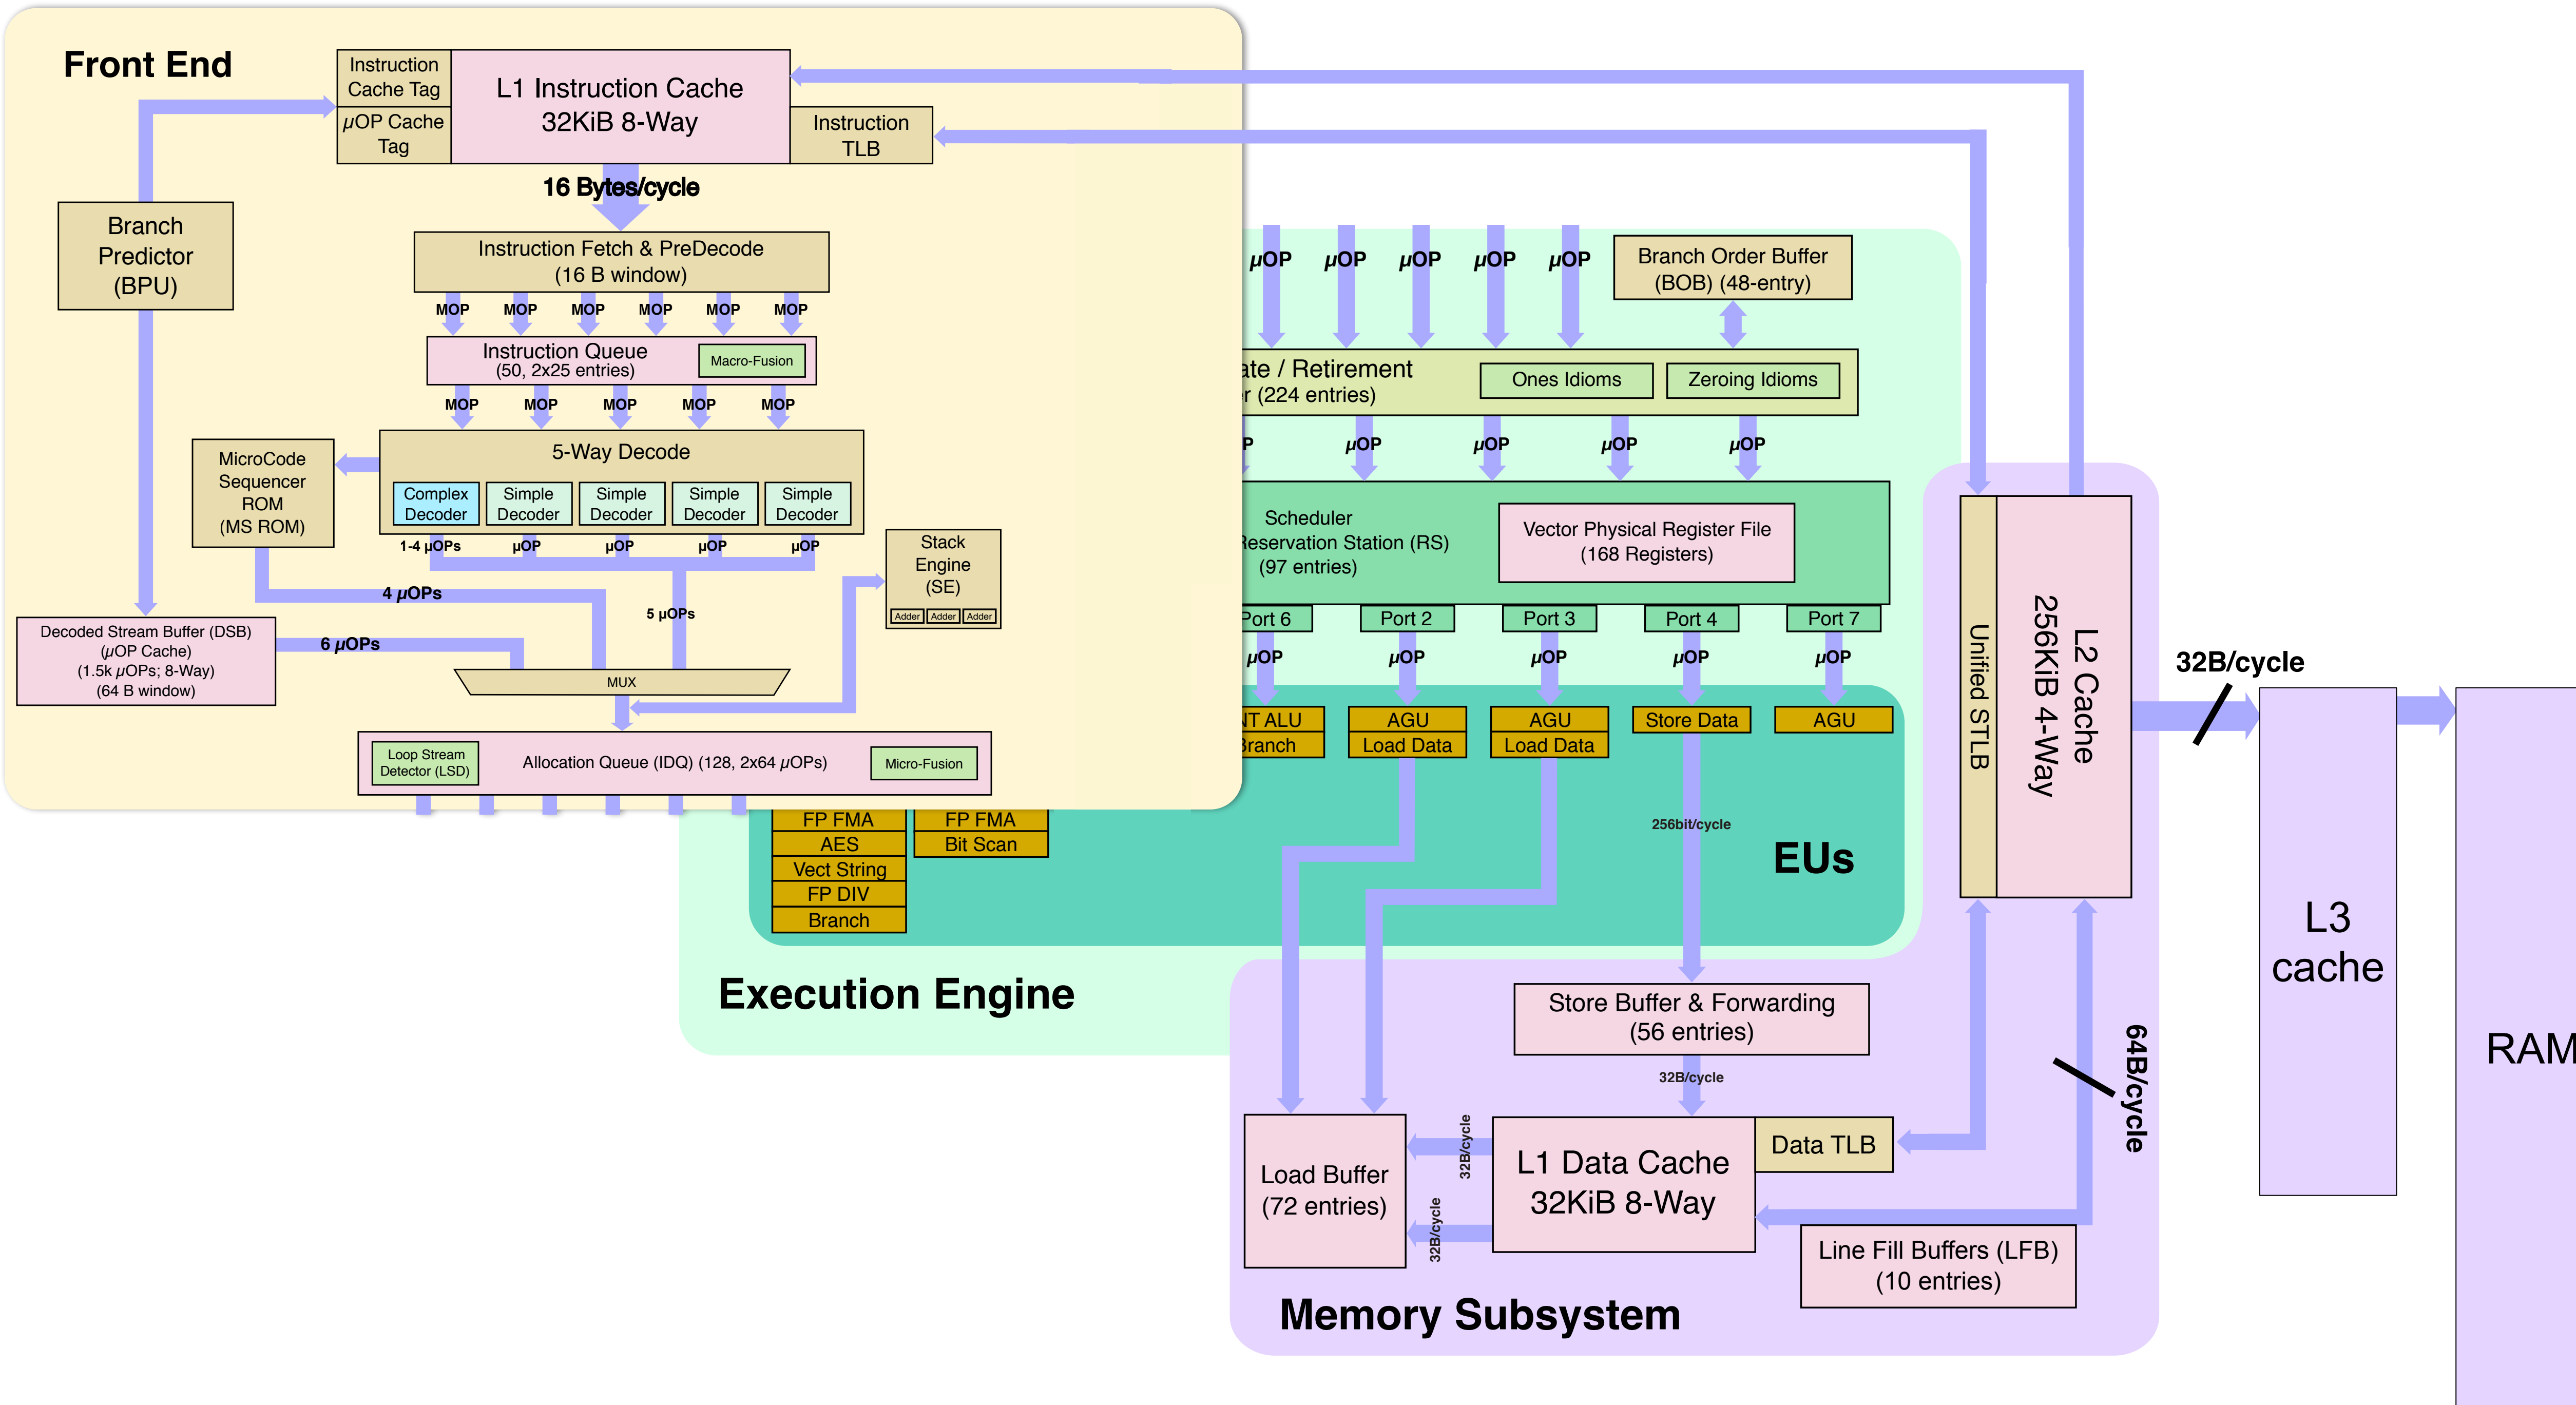 Front End
Instruction
Cache Tag
µOP Cache
Tag
L1 Instruction Cache
32KiB 8-Way
Instruction
TLB
16 Bytes/cycle
Branch
Predictor
(BPU)
Instruction Fetch & PreDecode
(16 B window)
MOP MOP MOP MOP MOP MOP
Instruction Queue
(50, 2x25 entries)
Macro-Fusion
MOP MOP MOP MOP MOP
MicroCode
Sequencer
ROM
(MS ROM)
5-Way Decode
Complex
Decoder
Simple
Decoder
Simple
Decoder
Simple
Decoder
Simple
Decoder
1-4 µOPs µOP µOP µOP µOP
Stack
Engine
(SE)
Adder Adder Adder
4 µOPs
5 µOPs
Decoded Stream Buffer (DSB)
(µOP Cache)
(1.5k µOPs; 8-Way)
(64 B window)
6 µOPs
MUX
Loop Stream
Detector (LSD)
Allocation Queue (IDQ) (128, 2x64 µOPs)
Micro-Fusion
µOP µOP µOP µOP µOP
Branch Order Buffer
(BOB) (48-entry)
ate / Retirement
r (224 entries)
Ones Idioms
Zeroing Idioms
P µOP µOP µOP µOP
Scheduler
Reservation Station (RS)
(97 entries)
Vector Physical Register File
(168 Registers)
Port 6 Port 2 Port 3 Port 4 Port 7
µOP µOP µOP µOP µOP
NT ALU
Branch
AGU
Load Data
AGU
Load Data
Store Data
AGU
FP FMA
AES
Vect String
FP DIV
Branch
FP FMA
Bit Scan
256bit/cycle
EUs
Execution Engine
Unified STLB
L2 Cache
256KiB 4-Way
32B/cycle
L3
cache
RAM
64B/cycle
Store Buffer & Forwarding
(56 entries)
32B/cycle
Load Buffer
(72 entries)
32B/cycle
32B/cycle
L1 Data Cache
32KiB 8-Way
Data TLB
Line Fill Buffers (LFB)
(10 entries)
Memory Subsystem